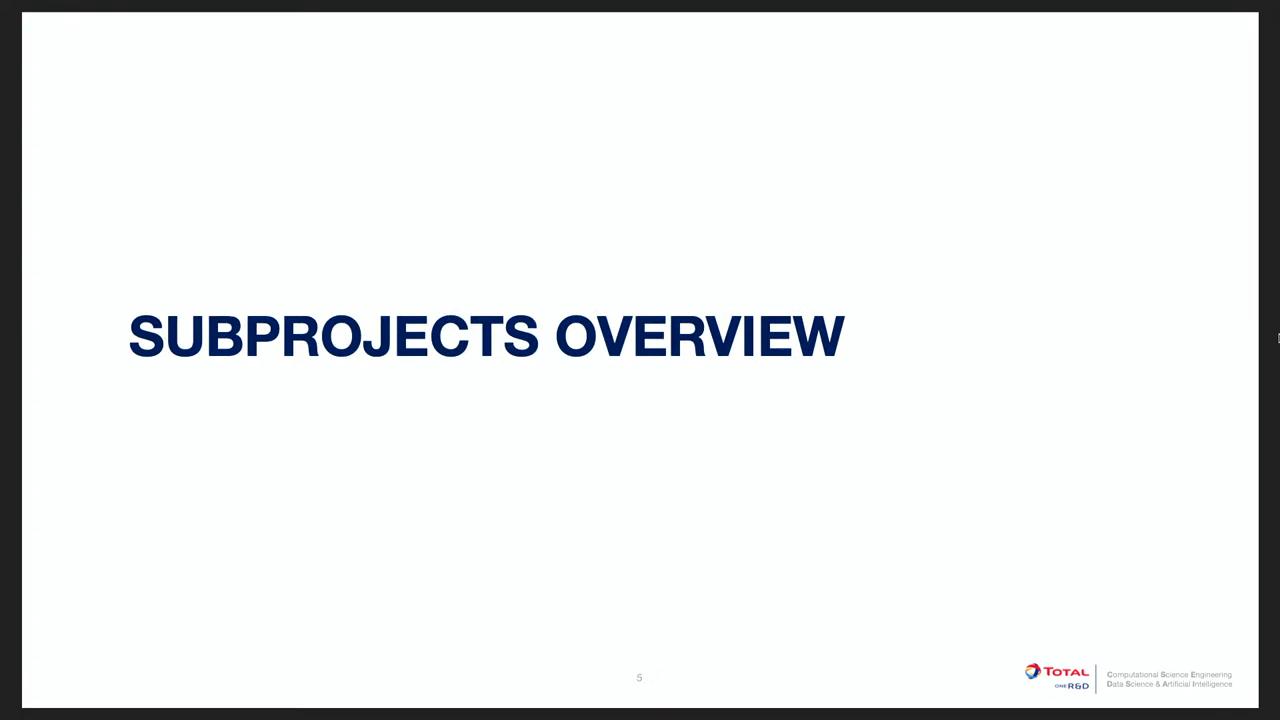 SUBPROJECTS OVERVIEW
5
TOTAL
ONE R&D
Computational Science Engineering
Data Science & Artificial Intelligence